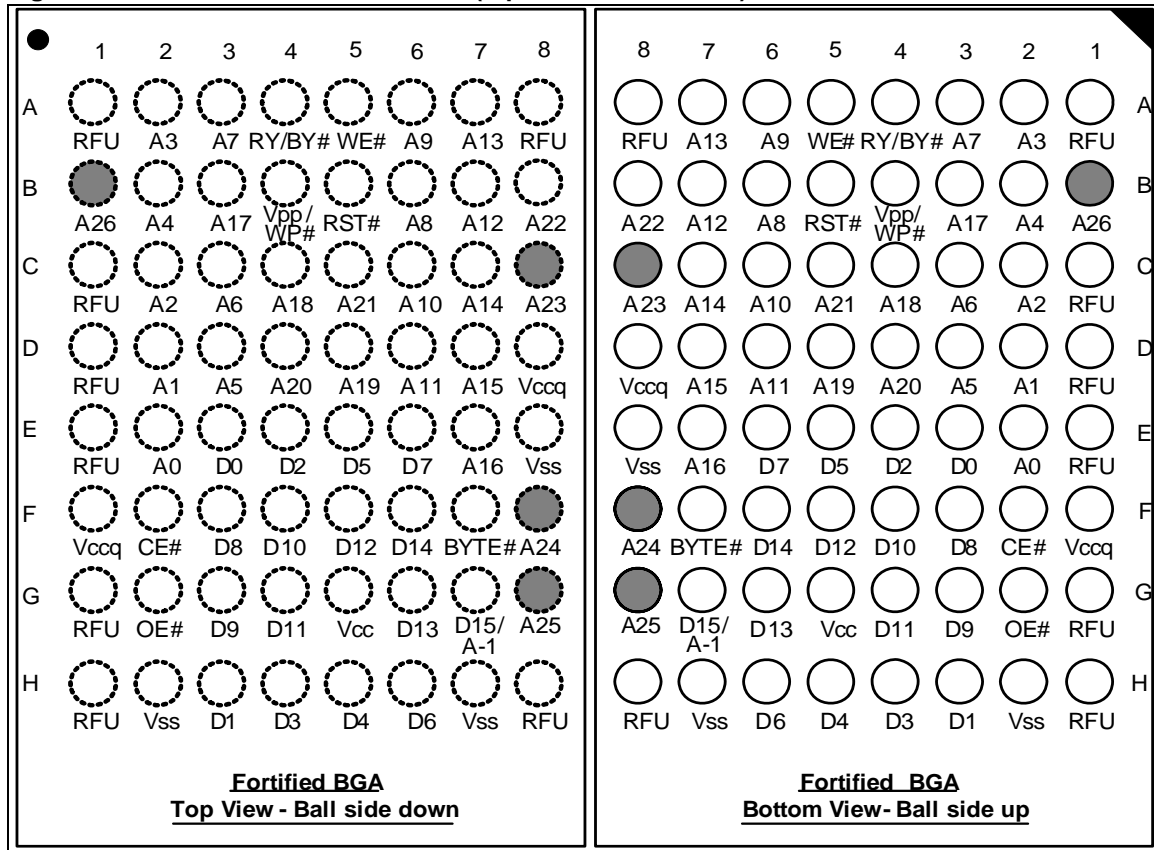 1 2 3 4 5 6 7 8
A
RFU A3 A7 RY/BY# WE# A9 A13 RFU
B
A26 A4 A17 Vpp/ WP# RST# A8 A12 A22
C
RFU A2 A6 A18 A21 A10 A14 A23
D
RFU A1 A5 A20 A19 A11 A15 Vccq
E
RFU A0 D0 D2 D5 D7 A16 Vss
F
Vccq CE# D8 D10 D12 D14 BYTE# A24
G
RFU OE# D9 D11 Vcc D13 D15/ A-1 A25
H
RFU Vss D1 D3 D4 D6 Vss RFU
Fortified BGA
Top View - Ball side down
8 7 6 5 4 3 2 1
A
RFU A13 A9 WE# RY/BY# A7 A3 RFU
B
A22 A12 A8 RST# Vpp/ WP# A17 A4 A26
C
A23 A14 A10 A21 A18 A6 A2 RFU
D
Vccq A15 A11 A19 A20 A5 A1 RFU
E
Vss A16 D7 D5 D2 D0 A0 RFU
F
A24 BYTE# D14 D12 D10 D8 CE# Vccq
G
A25 D15/ A-1 D13 Vcc D11 D9 OE# RFU
H
RFU Vss D6 D4 D3 D1 Vss RFU
Fortified BGA
Bottom View- Ball side up